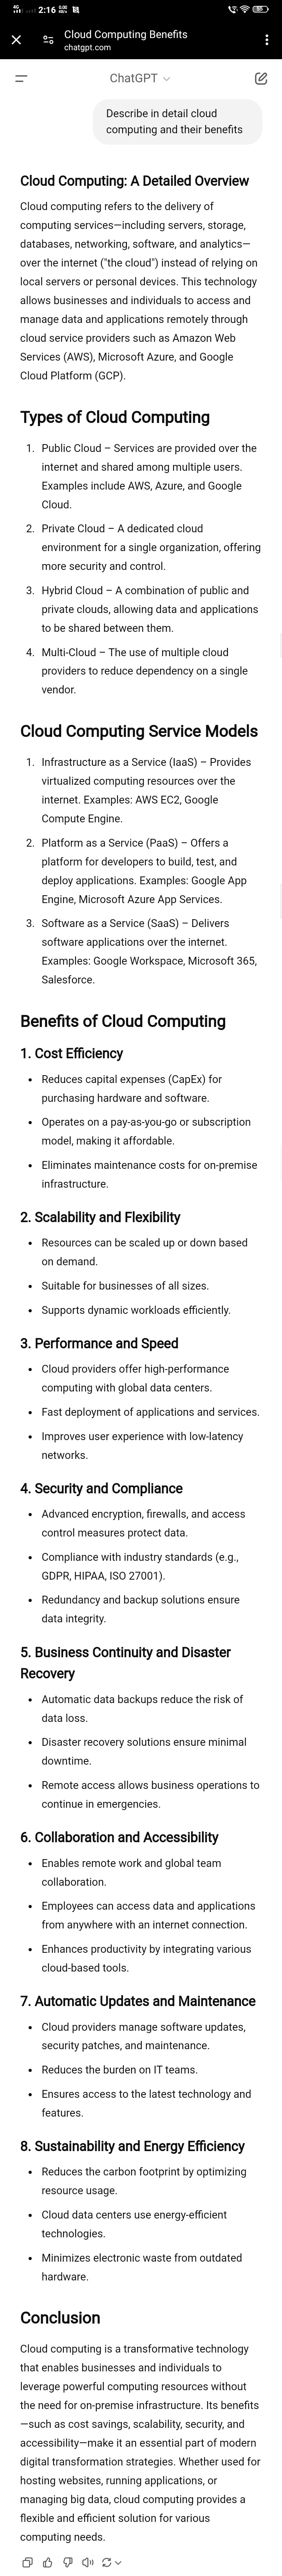 2:16
Cloud Computing Benefits
chatgpt.com
ChatGPT
Describe in detail cloud
computing and their benefits
Cloud Computing: A Detailed Overview
Cloud computing refers to the delivery of
computing services—including servers, storage,
databases, networking, software, and analytics—
over the internet ("the cloud") instead of relying on
local servers or personal devices. This technology
allows businesses and individuals to access and
manage data and applications remotely through
cloud service providers such as Amazon Web
Services (AWS), Microsoft Azure, and Google
Cloud Platform (GCP).
Types of Cloud Computing
1. Public Cloud – Services are provided over the
internet and shared among multiple users.
Examples include AWS, Azure, and Google
Cloud.
2. Private Cloud – A dedicated cloud
environment for a single organization, offering
more security and control.
3. Hybrid Cloud – A combination of public and
private clouds, allowing data and applications
to be shared between them.
4. Multi-Cloud – The use of multiple cloud
providers to reduce dependency on a single
vendor.
Cloud Computing Service Models
1. Infrastructure as a Service (IaaS) – Provides
virtualized computing resources over the
internet. Examples: AWS EC2, Google
Compute Engine.
2. Platform as a Service (PaaS) – Offers a
platform for developers to build, test, and
deploy applications. Examples: Google App
Engine, Microsoft Azure App Services.
3. Software as a Service (SaaS) – Delivers
software applications over the internet.
Examples: Google Workspace, Microsoft 365,
Salesforce.
Benefits of Cloud Computing
1. Cost Efficiency
• Reduces capital expenses (CapEx) for
purchasing hardware and software.
• Operates on a pay-as-you-go or subscription
model, making it affordable.
• Eliminates maintenance costs for on-premise
infrastructure.
2. Scalability and Flexibility
• Resources can be scaled up or down based
on demand.
• Suitable for businesses of all sizes.
• Supports dynamic workloads efficiently.
3. Performance and Speed
• Cloud providers offer high-performance
computing with global data centers.
• Fast deployment of applications and services.
• Improves user experience with low-latency
networks.
4. Security and Compliance
• Advanced encryption, firewalls, and access
control measures protect data.
• Compliance with industry standards (e.g.,
GDPR, HIPAA, ISO 27001).
• Redundancy and backup solutions ensure
data integrity.
5. Business Continuity and Disaster
Recovery
• Automatic data backups reduce the risk of
data loss.
• Disaster recovery solutions ensure minimal
downtime.
• Remote access allows business operations to
continue in emergencies.
6. Collaboration and Accessibility
• Enables remote work and global team
collaboration.
• Employees can access data and applications
from anywhere with an internet connection.
• Enhances productivity by integrating various
cloud-based tools.
7. Automatic Updates and Maintenance
• Cloud providers manage software updates,
security patches, and maintenance.
• Reduces the burden on IT teams.
• Ensures access to the latest technology and
features.
8. Sustainability and Energy Efficiency
• Reduces the carbon footprint by optimizing
resource usage.
• Cloud data centers use energy-efficient
technologies.
• Minimizes electronic waste from outdated
hardware.
Conclusion
Cloud computing is a transformative technology
that enables businesses and individuals to
leverage powerful computing resources without
the need for on-premise infrastructure. Its benefits
—such as cost savings, scalability, security, and
accessibility—make it an essential part of modern
digital transformation strategies. Whether used for
hosting websites, running applications, or
managing big data, cloud computing provides a
flexible and efficient solution for various
computing needs.